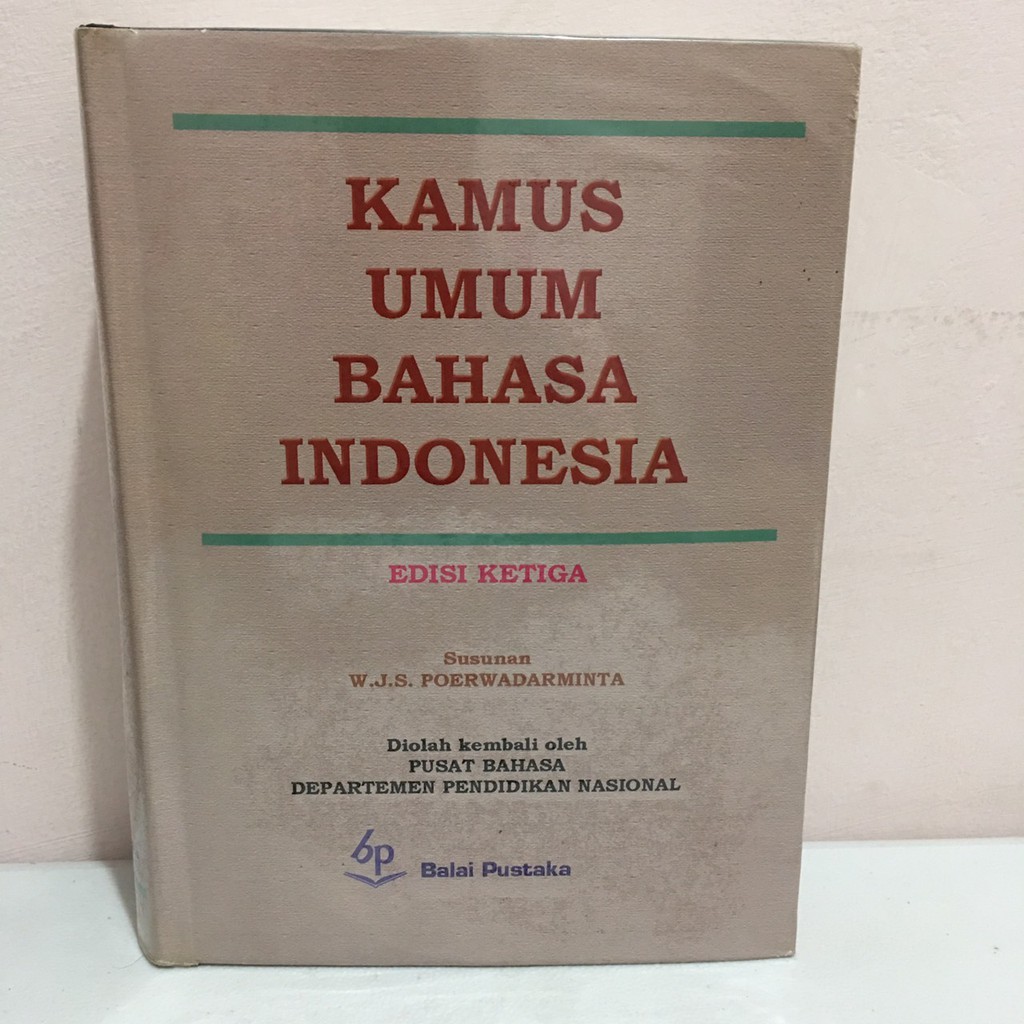 KAMUS
UMUM
BAHASA
INDONESIA
EDISI KETIGA
Susunan
W.J.S. POERWADARMINTA
Diolah kembali oleh
PUSAT BAHASA
DEPARTEMEN PENDIDIKAN NASIONAL
bp Balai Pustaka